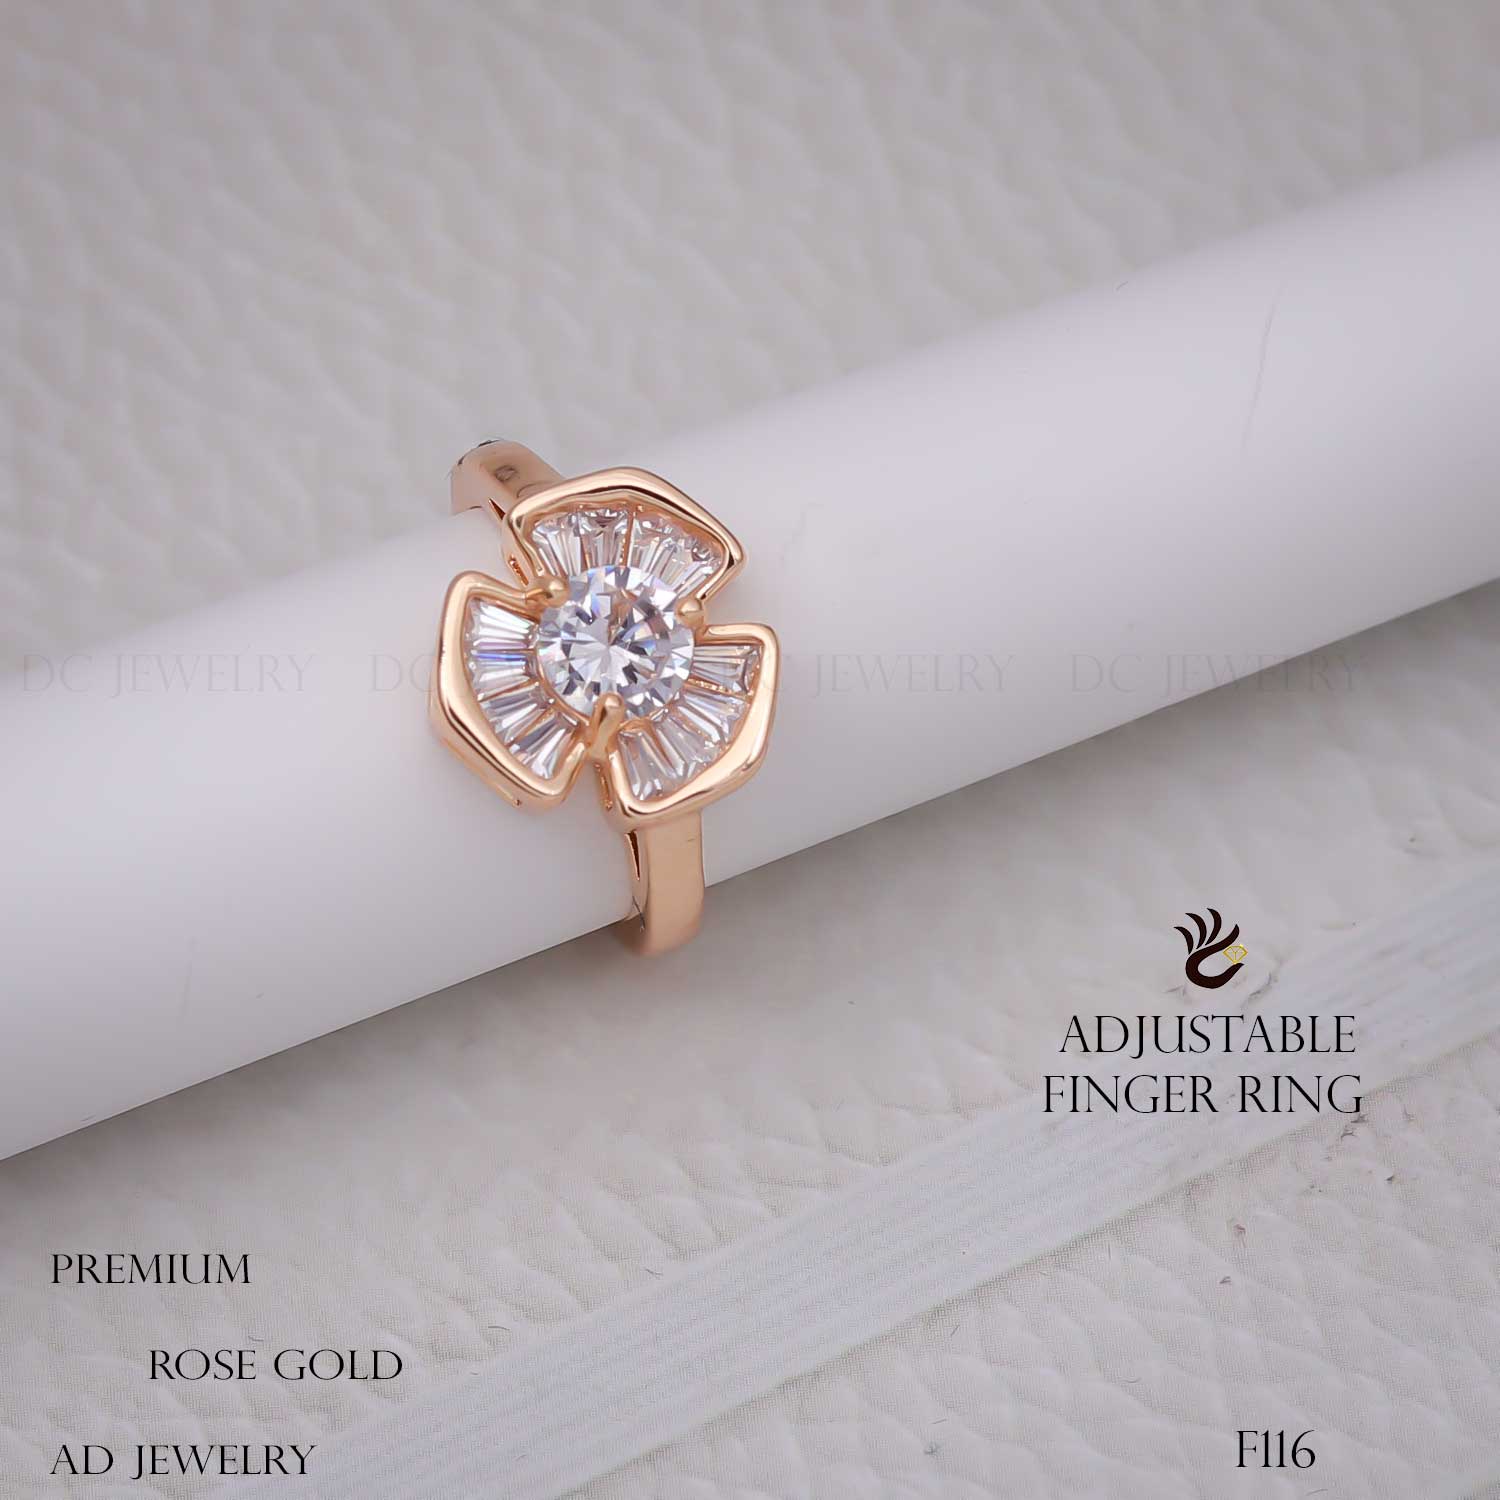 DC JEWELRY DC JEWELRY DC JEWELRY DC JEWELRY
ADJUSTABLE
FINGER RING
PREMIUM
ROSE GOLD
AD JEWELRY
F116